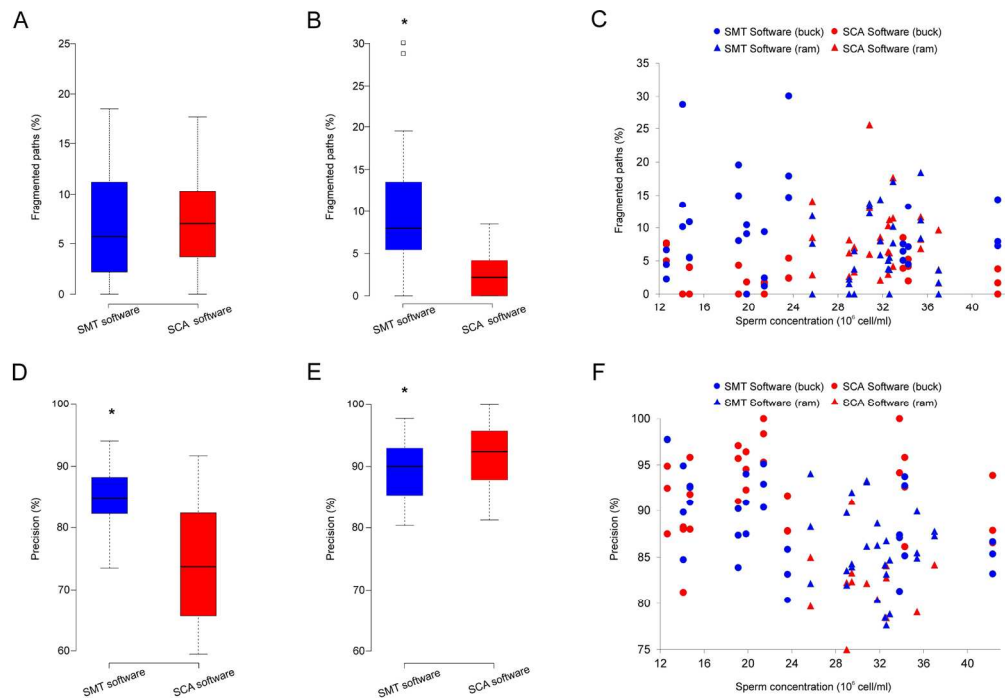 A
B
C
Fragmented paths (%)
25
20
15
10
5
0
SMT software
SCA software
*
Fragmented paths (%)
30
25
20
15
10
5
0
SMT software
SCA software
SMT Software (buck)
SCA Software (buck)
SMT Software (ram)
SCA Software (ram)
Fragmented paths (%)
35
30
25
20
15
10
5
0
12
16
20
24
28
32
36
40
Sperm concentration (10⁶ cell/ml)
D
E
F
*
Precision (%)
100
90
80
70
60
SMT software
SCA software
*
Precision (%)
100
90
80
70
60
SMT software
SCA software
SMT Software (buck)
SCA Software (buck)
SMT Software (ram)
SCA Software (ram)
Precision (%)
100
95
90
85
80
75
12
16
20
24
28
32
36
40
Sperm concentration (10⁶ cell/ml)